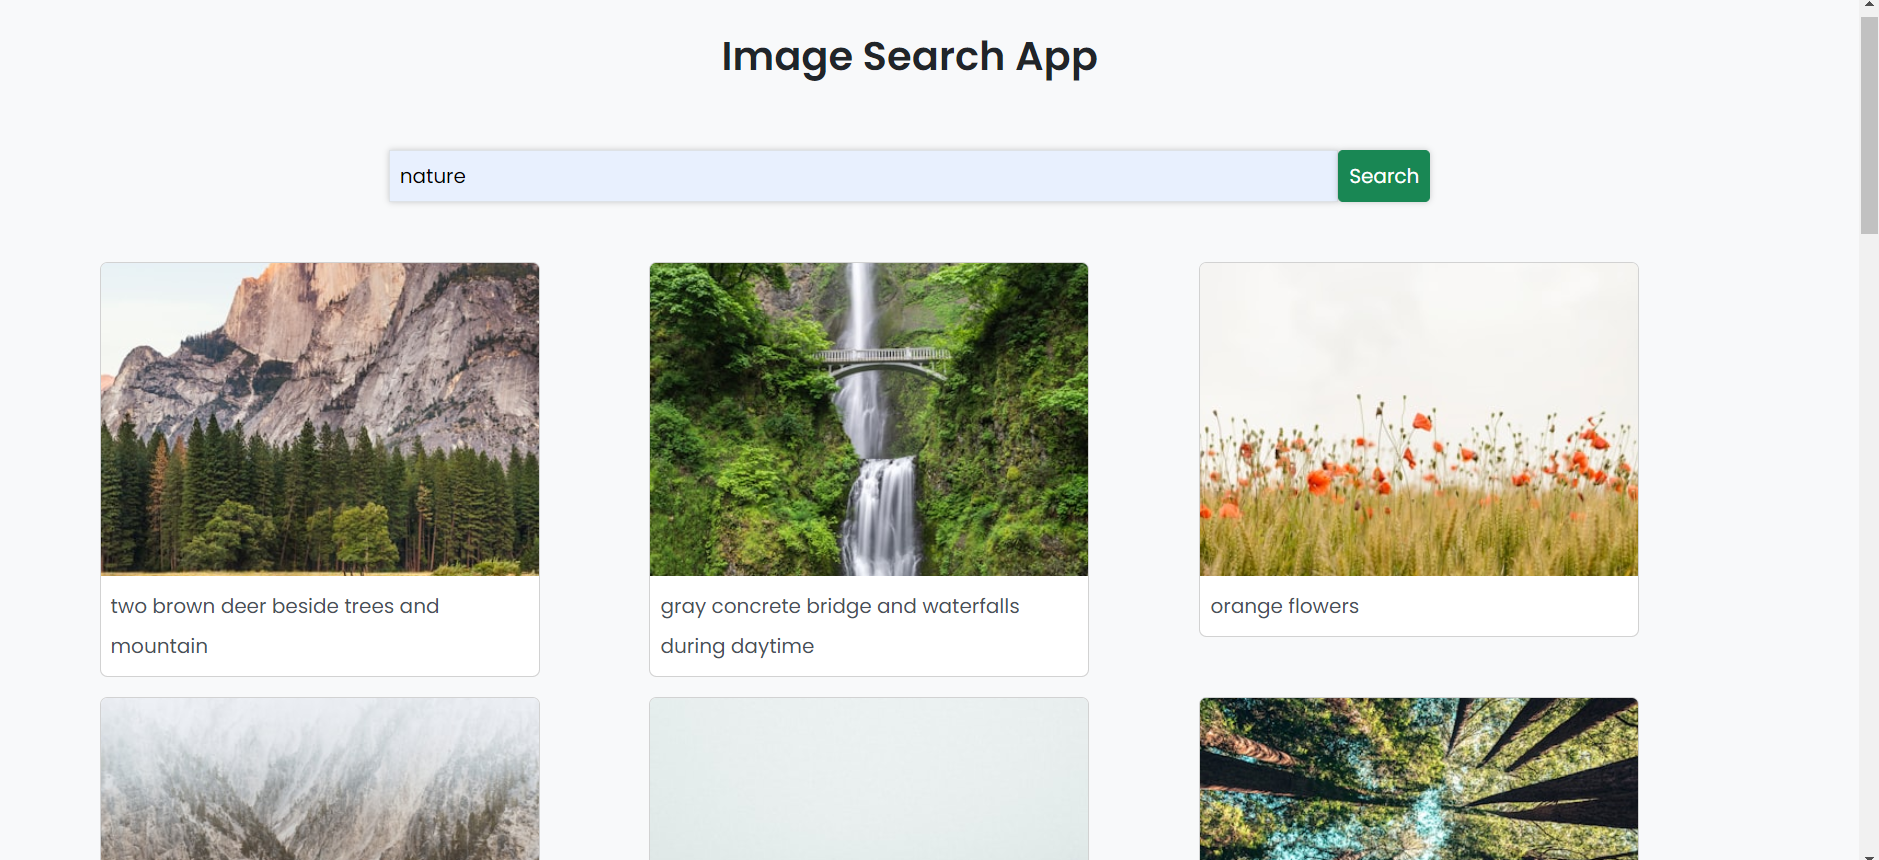 Image Search App
nature
Search
two brown deer beside trees and
mountain
gray concrete bridge and waterfalls
during daytime
orange flowers